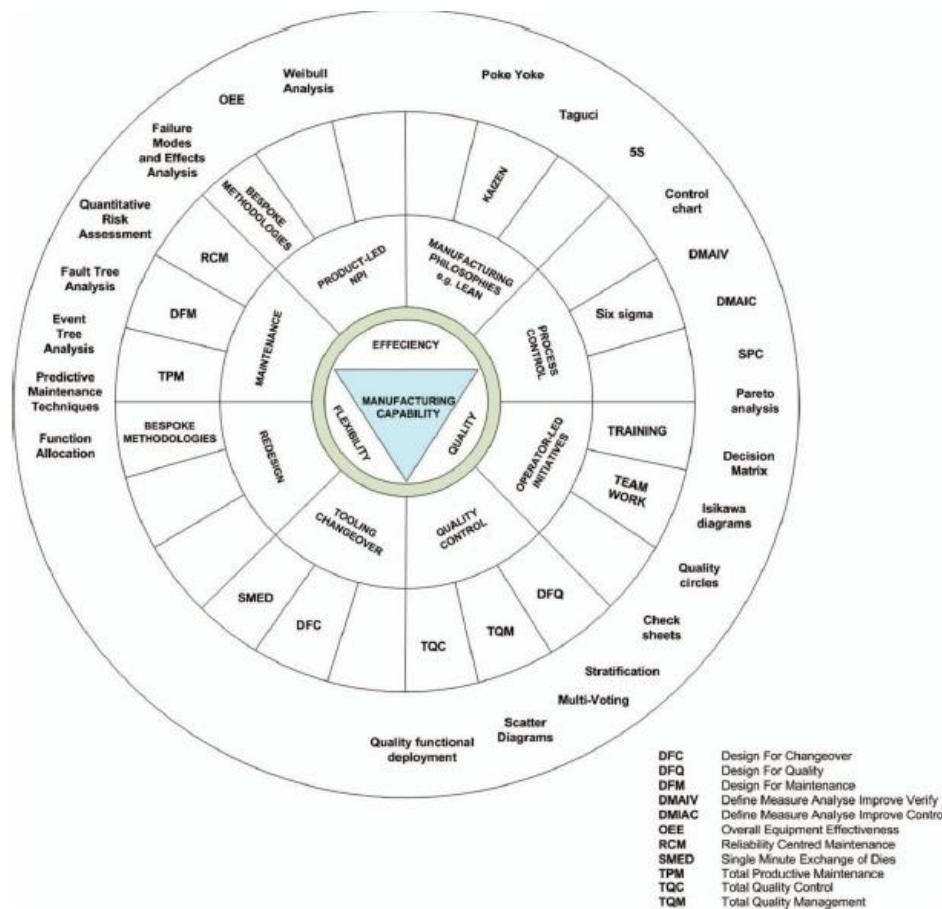 Weibull
Analysis
OEE
Failure
Modes
and Effects
Analysis
Quantitative
Risk
Assessment
Fault Tree
Analysis
Event
Tree
Analysis
Predictive
Maintenance
Techniques
Function
Allocation
Poke Yoke
Taguci
5S
Control
chart
DMAIV
DMAIC
SPC
Pareto
analysis
Decision
Matrix
Isikawa
diagrams
Quality
circles
Check
sheets
Stratification
Multi-Voting
Scatter
Diagrams
Quality functional
deployment
BESPOKE
METHODOLOGIES
RCM
DFM
TPM
BESPOKE
METHODOLOGIES
KAIZEN
Six sigma
TRAINING
TEAM
WORK
DFQ
TQM
TQC
DFC
SMED
PRODUCT-LED
NPI
MANUFACTURING
PHILOSOPHIES
e.g. LEAN
PROCESS
CONTROL
OPERATOR-LED
INITIATIVES
QUALITY
CONTROL
TOOLING
CHANGEOVER
REDESIGN
MAINTENANCE
EFFECIENCY
MANUFACTURING
CAPABILITY
FLEXIBILITY
QUALITY
DFC Design For Changeover
DFQ Design For Quality
DFM Design For Maintenance
DMAIV Define Measure Analyse Improve Verify
DMIAC Define Measure Analyse Improve Control
OEE Overall Equipment Effectiveness
RCM Reliability Centred Maintenance
SMED Single Minute Exchange of Dies
TPM Total Productive Maintenance
TQC Total Quality Control
TQM Total Quality Management